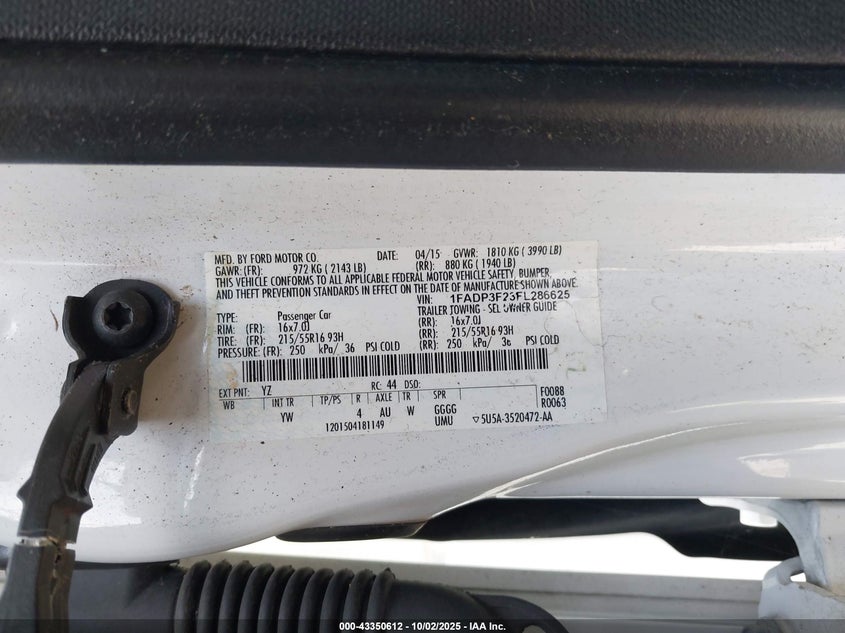 MFD. BY FORD MOTOR CO. DATE: 04/15 GVWR: 1810 KG ( 3990 LB)
GAWR: (FR): 972 KG ( 2143 LB) (RR): 880 KG ( 1940 LB)
THIS VEHICLE CONFORMS TO ALL APPLICABLE FEDERAL MOTOR VEHICLE SAFETY, BUMPER,
AND THEFT PREVENTION STANDARDS IN EFFECT ON THE DATE OF MANUFACTURE SHOWN ABOVE.
VIN: 1FADP3F23FL286625
TYPE: Passenger Car TRAILER TOWING - SEE OWNER GUIDE
RIM: (FR): 16x7.0J (RR): 16x7.0J
TIRE: (FR): 215/55R16 93H (RR): 215/55R16 93H
PRESSURE: (FR): 250 kPa/ 36 PSI COLD (RR): 250 kPa/ 36 PSI COLD
EXT PNT: YZ RC: 44 DSO: F0088
WB INT TR TP/PS R AXLE TR SPR R0063
YW 4 AU W GGGG
1201504181149 UMU ▽5U5A-3520472-AA
000-43350612 - 10/02/2025 - IAA Inc.